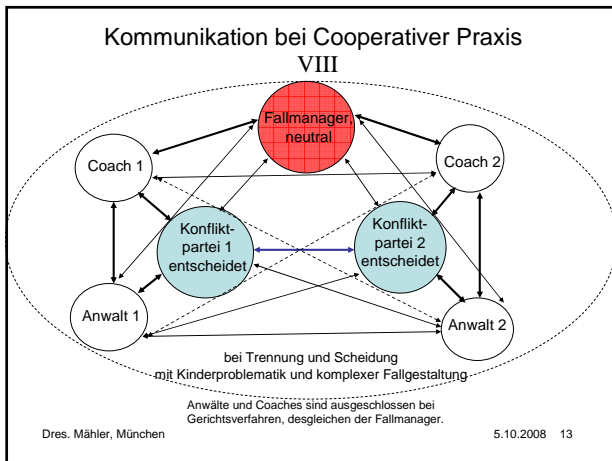 Kommunikation bei Cooperativer Praxis
VIII
Fallmanager,
neutral
Coach 1
Coach 2
Konflikt-
partei 1
entscheidet
Konflikt-
partei 2
entscheidet
Anwalt 1
Anwalt 2
bei Trennung und Scheidung
mit Kinderproblematik und komplexer Fallgestaltung
Anwälte und Coaches sind ausgeschlossen bei
Gerichtsverfahren, desgleichen der Fallmanager.
Dres. Mähler, München 5.10.2008 13